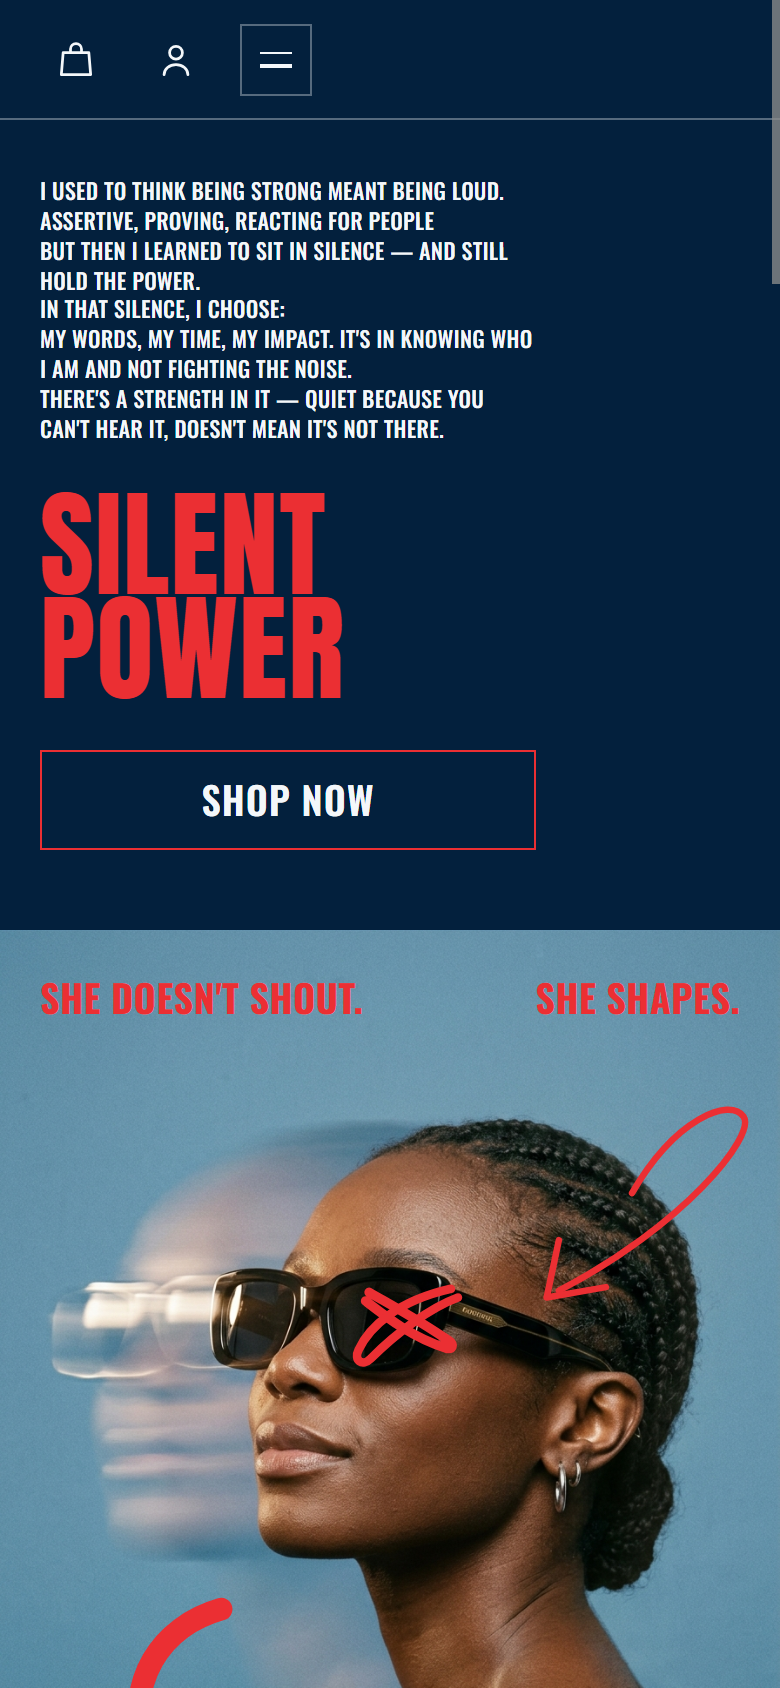 I USED TO THINK BEING STRONG MEANT BEING LOUD.
ASSERTIVE, PROVING, REACTING FOR PEOPLE
BUT THEN I LEARNED TO SIT IN SILENCE — AND STILL
HOLD THE POWER.
IN THAT SILENCE, I CHOOSE:
MY WORDS, MY TIME, MY IMPACT. IT'S IN KNOWING WHO
I AM AND NOT FIGHTING THE NOISE.
THERE'S A STRENGTH IN IT — QUIET BECAUSE YOU
CAN'T HEAR IT, DOESN'T MEAN IT'S NOT THERE.
SILENT
POWER
SHOP NOW
SHE DOESN'T SHOUT. SHE SHAPES.